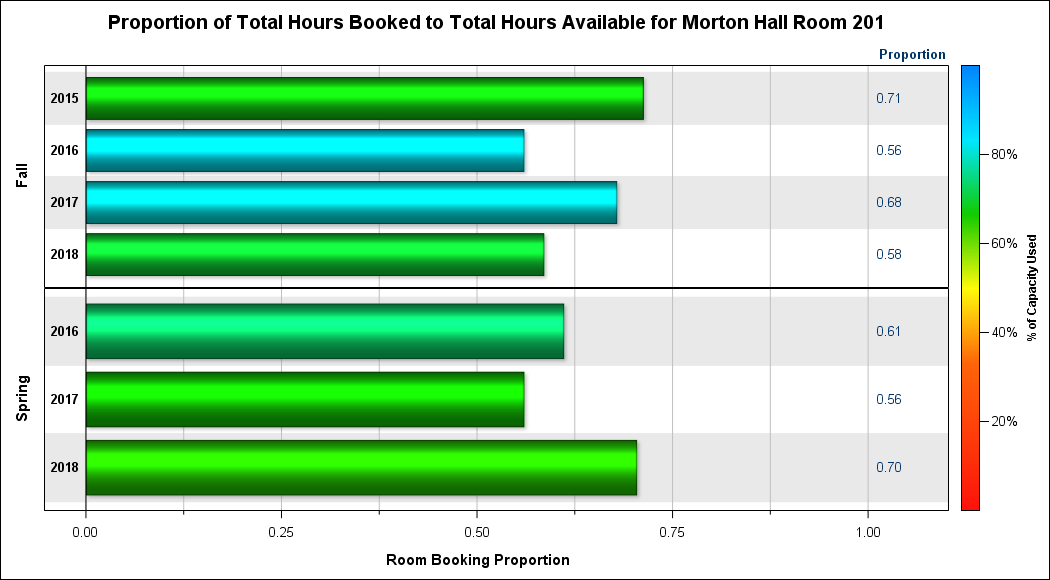 Proportion of Total Hours Booked to Total Hours Available for Morton Hall Room 201
Proportion
Fall
2015 0.71
2016 0.56
2017 0.68
2018 0.58
Spring
2016 0.61
2017 0.56
2018 0.70
0.00 0.25 0.50 0.75 1.00
Room Booking Proportion
80%
60%
40%
20%
% of Capacity Used